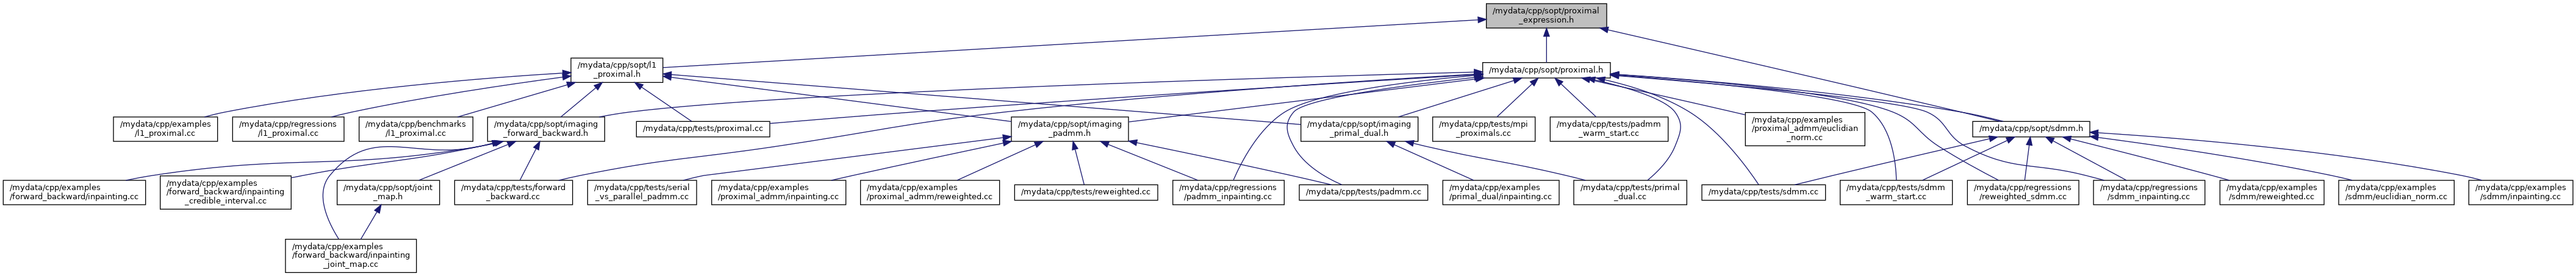 /mydata/cpp/sopt/proximal
_expression.h
/mydata/cpp/sopt/l1
_proximal.h
/mydata/cpp/sopt/proximal.h
/mydata/cpp/examples
/l1_proximal.cc
/mydata/cpp/regressions
/l1_proximal.cc
/mydata/cpp/benchmarks
/l1_proximal.cc
/mydata/cpp/sopt/imaging
_forward_backward.h
/mydata/cpp/tests/proximal.cc
/mydata/cpp/sopt/imaging
_padmm.h
/mydata/cpp/sopt/imaging
_primal_dual.h
/mydata/cpp/tests/mpi
_proximals.cc
/mydata/cpp/tests/padmm
_warm_start.cc
/mydata/cpp/examples
/proximal_admm/euclidian
_norm.cc
/mydata/cpp/sopt/sdmm.h
/mydata/cpp/examples
/forward_backward/inpainting.cc
/mydata/cpp/examples
/forward_backward/inpainting
_credible_interval.cc
/mydata/cpp/sopt/joint
_map.h
/mydata/cpp/tests/forward
_backward.cc
/mydata/cpp/tests/serial
_vs_parallel_padmm.cc
/mydata/cpp/examples
/proximal_admm/inpainting.cc
/mydata/cpp/examples
/proximal_admm/reweighted.cc
/mydata/cpp/tests/reweighted.cc
/mydata/cpp/regressions
/padmm_inpainting.cc
/mydata/cpp/tests/padmm.cc
/mydata/cpp/examples
/primal_dual/inpainting.cc
/mydata/cpp/tests/primal
_dual.cc
/mydata/cpp/tests/sdmm.cc
/mydata/cpp/tests/sdmm
_warm_start.cc
/mydata/cpp/regressions
/reweighted_sdmm.cc
/mydata/cpp/regressions
/sdmm_inpainting.cc
/mydata/cpp/examples
/sdmm/reweighted.cc
/mydata/cpp/examples
/sdmm/euclidian_norm.cc
/mydata/cpp/examples
/sdmm/inpainting.cc
/mydata/cpp/examples
/forward_backward/inpainting
_joint_map.cc